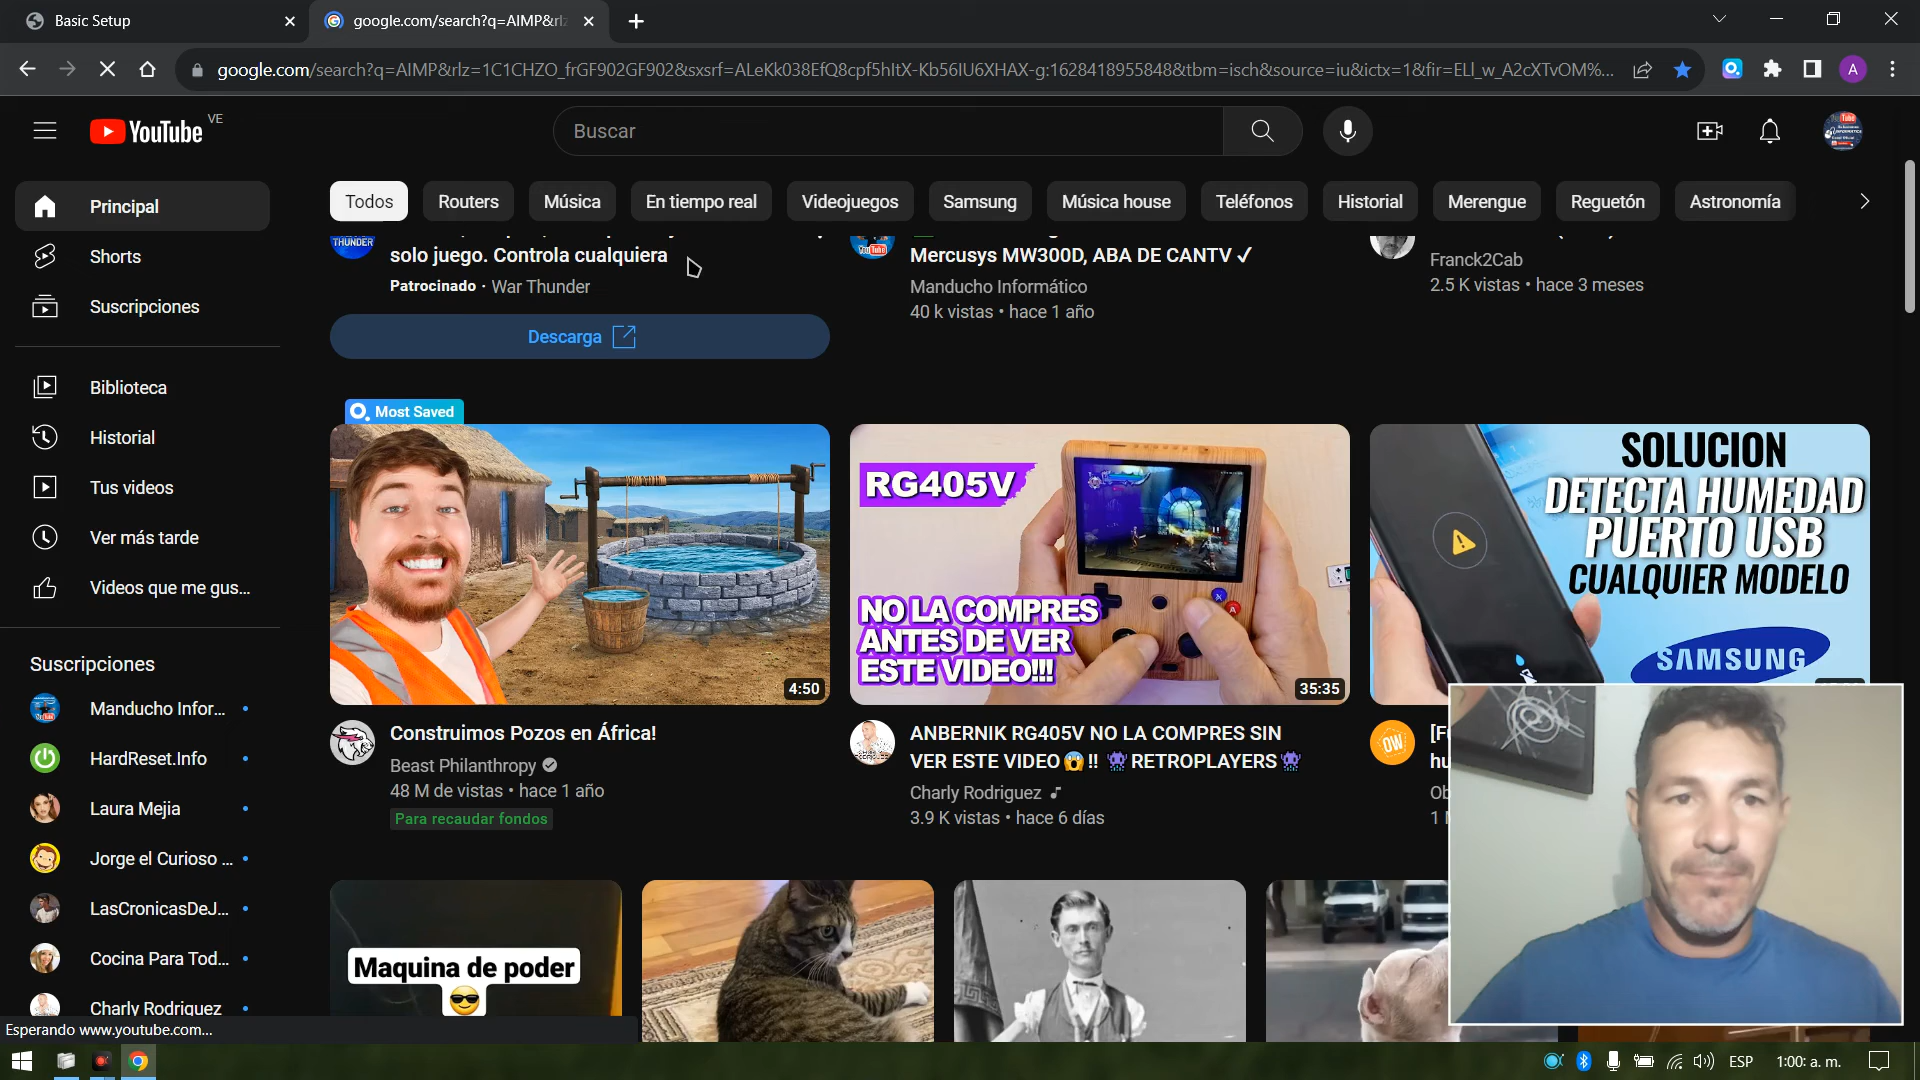 Basic Setup
google.com/search?q=AIMP&rl
google.com/search?q=AIMP&rlz=1C1CHZO_frGF902GF902&sxsrf=ALeKk038EfQ8cpf5hItX-Kb56IU6XHAX-g:1628418955848&tbm=isch&source=iu&ictx=1&fir=ELl_w_A2cXTvOM%...
A
YouTube VE
Buscar
Principal
Shorts
Suscripciones
Biblioteca
Historial
Tus videos
Ver más tarde
Videos que me gus...
Suscripciones
Manducho Infor...
HardReset.Info
Laura Mejia
Jorge el Curioso ...
LasCronicasDeJ...
Cocina Para Tod...
Charly Rodriguez
Todos
Routers
Música
En tiempo real
Videojuegos
Samsung
Música house
Teléfonos
Historial
Merengue
Reguetón
Astronomía
THUNDER
solo juego. Controla cualquiera
Patrocinado · War Thunder
Descarga
Mercusys MW300D, ABA DE CANTV ✓
Manducho Informático
40 k vistas • hace 1 año
Franck2Cab
2.5 K vistas • hace 3 meses
Most Saved
4:50
Construimos Pozos en África!
Beast Philanthropy
48 M de vistas • hace 1 año
Para recaudar fondos
RG405V
NO LA COMPRES
ANTES DE VER
ESTE VIDEO!!!
35:35
ANBERNIK RG405V NO LA COMPRES SIN
VER ESTE VIDEO😱!! 👾RETROPLAYERS👾
Charly Rodriguez
3.9 K vistas • hace 6 días
SOLUCION
DETECTA HUMEDAD
PUERTO USB
CUALQUIER MODELO
SAMSUNG
OW
Maquina de poder
😎
Esperando www.youtube.com...
ESP
1:00: a. m.